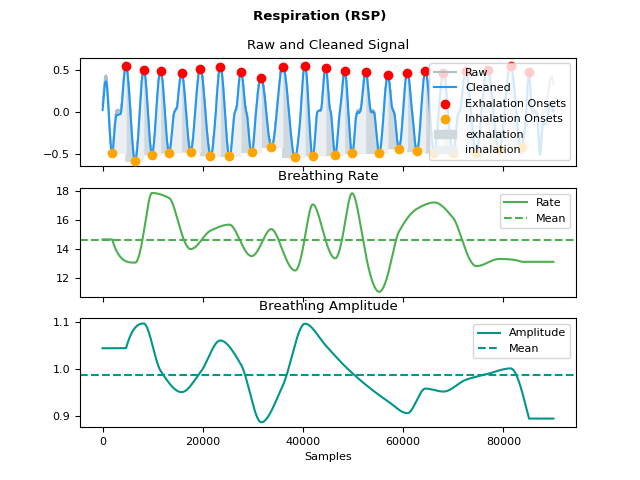 Respiration (RSP)
Raw and Cleaned Signal
0.5
0.0
−0.5
Raw
Cleaned
Exhalation Onsets
Inhalation Onsets
exhalation
inhalation
Breathing Rate
18
16
14
12
Rate
Mean
Breathing Amplitude
1.1
1.0
0.9
Amplitude
Mean
0 20000 40000 60000 80000
Samples